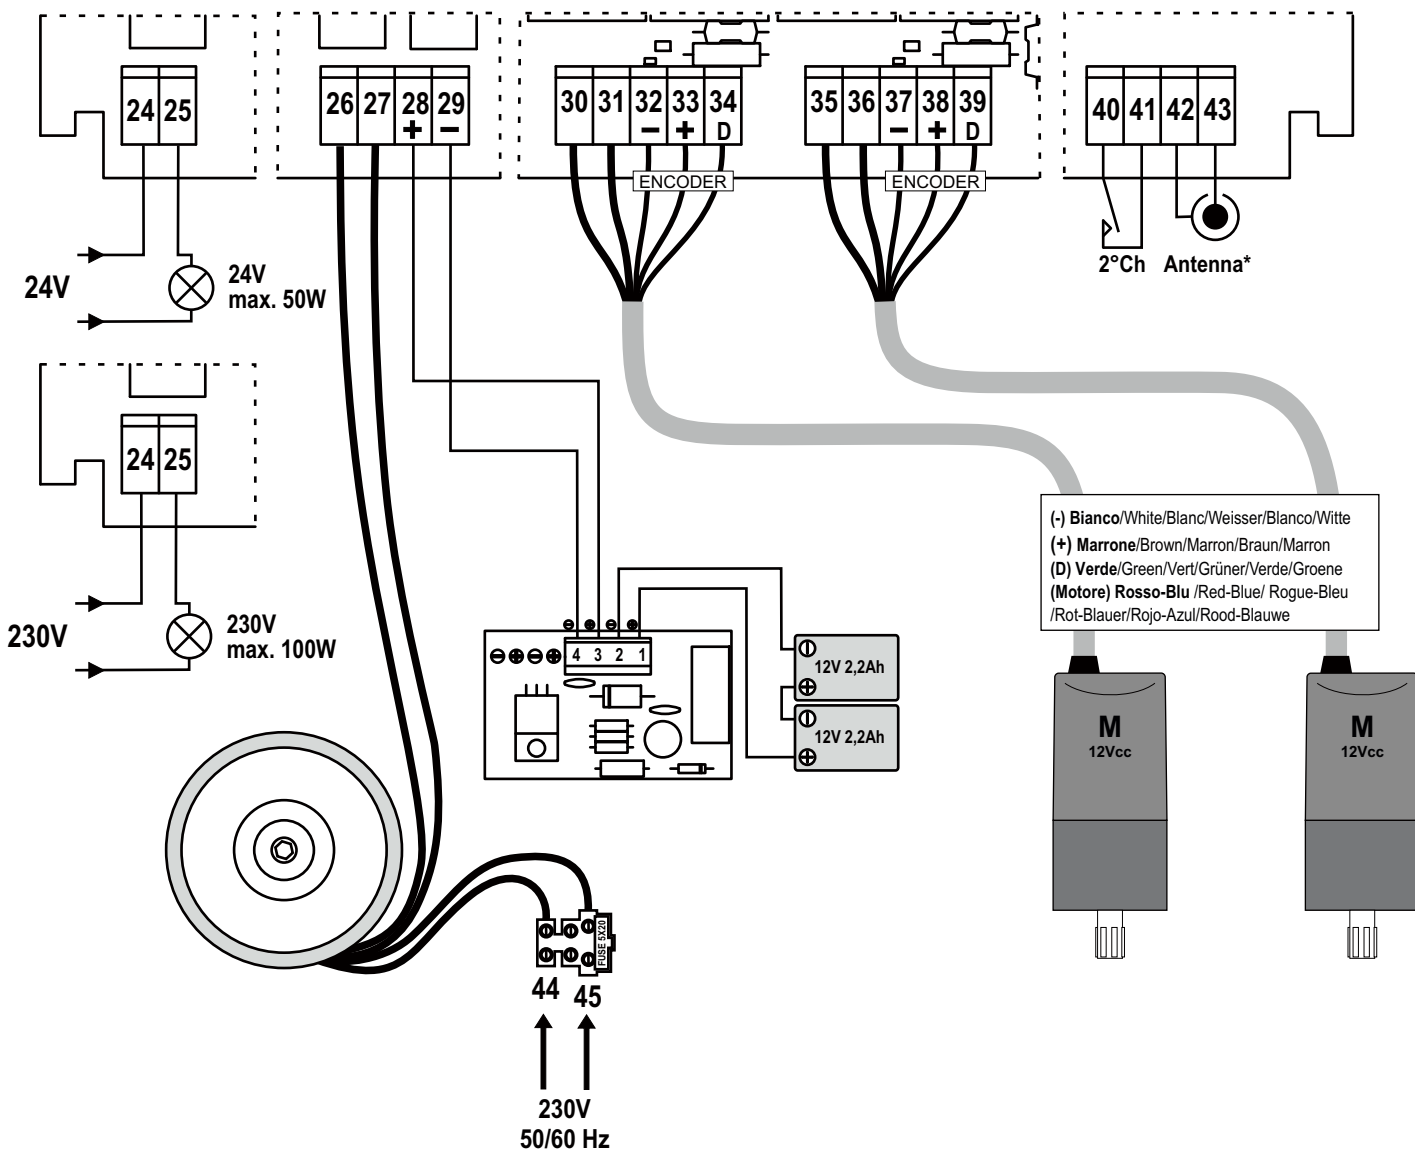 24 25
26 27 28 29
+ −
30 31 32 33 34
− + D
35 36 37 38 39
− + D
40 41 42 43
ENCODER
ENCODER
2°Ch Antenna*
24V
24V
max. 50W
24 25
230V
230V
max. 100W
(-) Bianco/White/Blanc/Weisser/Blanco/Witte
(+) Marrone/Brown/Marron/Braun/Marron
(D) Verde/Green/Vert/Grüner/Verde/Groene
(Motore) Rosso-Blu /Red-Blue/ Rogue-Bleu
/Rot-Blauer/Rojo-Azul/Rood-Blauwe
4 3 2 1
12V 2,2Ah
12V 2,2Ah
M
12Vcc
M
12Vcc
FUSE 5X20
44 45
230V
50/60 Hz